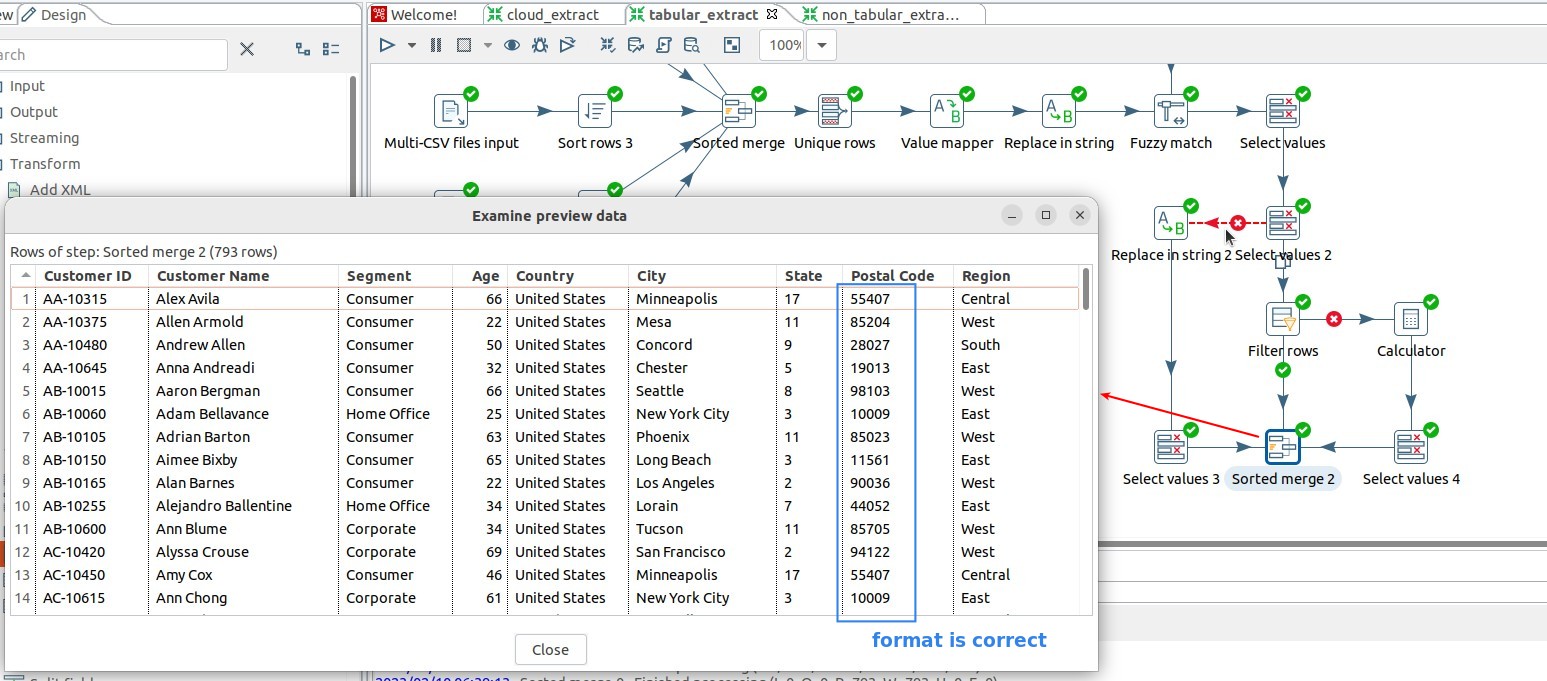 Design
Welcome!
cloud_extract
tabular_extract
non_tabular_extra...
arch
100%
Input
Output
Streaming
Transform
Add XML
Multi-CSV files input
Sort rows 3
Sorted merge
Unique rows
Value mapper
Replace in string
Fuzzy match
Select values
Replace in string 2
Select values 2
Filter rows
Calculator
Select values 3
Sorted merge 2
Select values 4
Examine preview data
Rows of step: Sorted merge 2 (793 rows)
Customer ID Customer Name Segment Age Country City State Postal Code Region
1 AA-10315 Alex Avila Consumer 66 United States Minneapolis 17 55407 Central
2 AA-10375 Allen Armold Consumer 22 United States Mesa 11 85204 West
3 AA-10480 Andrew Allen Consumer 50 United States Concord 9 28027 South
4 AA-10645 Anna Andreadi Consumer 32 United States Chester 5 19013 East
5 AB-10015 Aaron Bergman Consumer 66 United States Seattle 8 98103 West
6 AB-10060 Adam Bellavance Home Office 25 United States New York City 3 10009 East
7 AB-10105 Adrian Barton Consumer 63 United States Phoenix 11 85023 West
8 AB-10150 Aimee Bixby Consumer 65 United States Long Beach 3 11561 East
9 AB-10165 Alan Barnes Consumer 22 United States Los Angeles 2 90036 West
10 AB-10255 Alejandro Ballentine Home Office 34 United States Lorain 7 44052 East
11 AB-10600 Ann Blume Corporate 34 United States Tucson 11 85705 West
12 AC-10420 Alyssa Crouse Corporate 69 United States San Francisco 2 94122 West
13 AC-10450 Amy Cox Consumer 46 United States Minneapolis 17 55407 Central
14 AC-10615 Ann Chong Corporate 61 United States New York City 3 10009 East
format is correct
Close